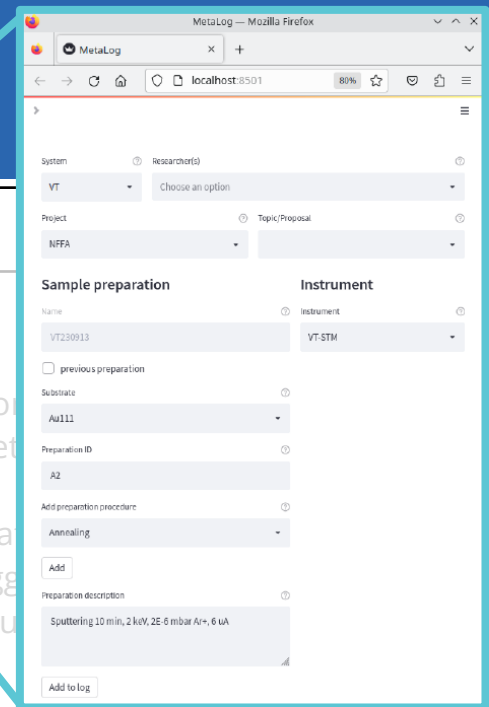 MetaLog — Mozilla Firefox
MetaLog
localhost:8501 80%
System Researcher(s)
VT Choose an option
Project Topic/Proposal
NFFA
Sample preparation Instrument
Name Instrument
VT230913 VT-STM
previous preparation
Substrate
Au111
Preparation ID
A2
Add preparation procedure
Annealing
Add
Preparation description
Sputtering 10 min, 2 keV, 2E-6 mbar Ar+, 6 uA
Add to log